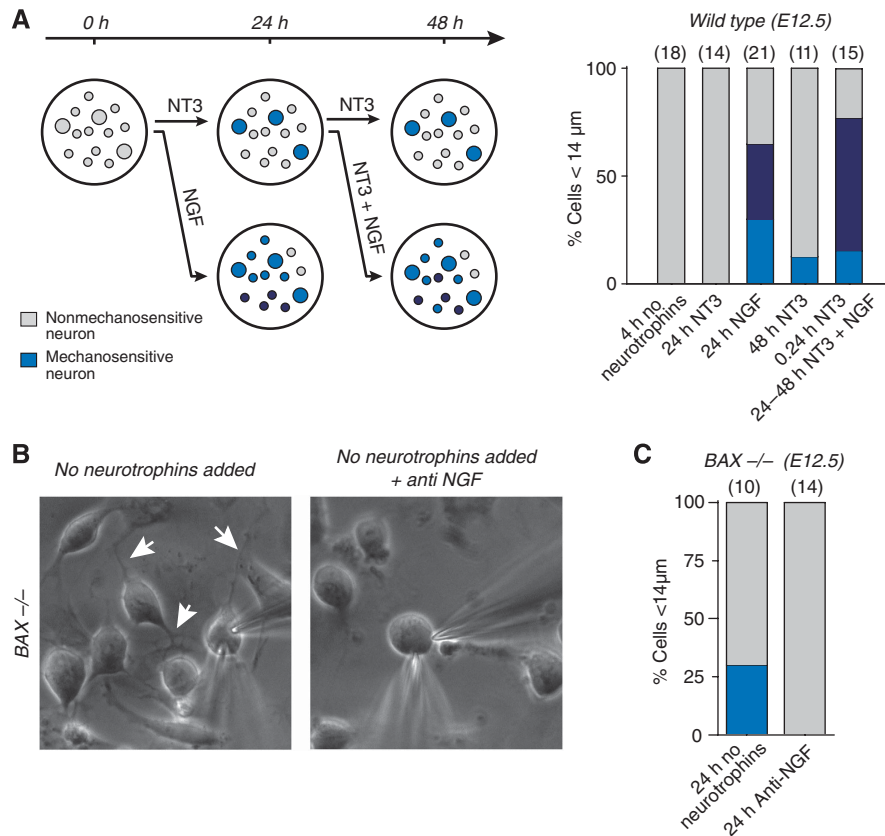 A
0 h
24 h
48 h
NT3
NT3
NGF
NT3 + NGF
Nonmechanosensitive
neuron
Mechanosensitive
neuron
Wild type (E12.5)
(18) (14) (21) (11) (15)
% Cells < 14 µm
100
50
0
4 h no
neurotrophins
24 h NT3
24 h NGF
48 h NT3
0.24 h NT3
24–48 h NT3 + NGF
B
No neurotrophins added
No neurotrophins added
+ anti NGF
BAX –/–
C
BAX –/– (E12.5)
(10) (14)
% Cells <14µm
100
75
50
25
0
24 h no
neurotrophins
24 h Anti-NGF